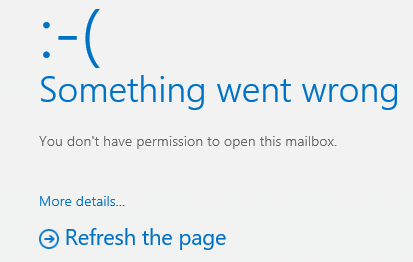 :-(
Something went wrong
You don't have permission to open this mailbox.
More details...
Refresh the page